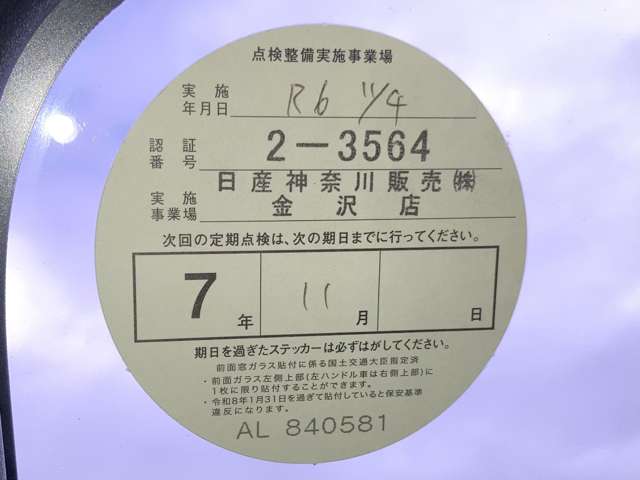 点検整備実施事業場
実施
年月日 R6 11/4
認証
番号 2-3564
日産神奈川販売㈱
実施
事業場 金沢店
次回の定期点検は、次の期日までに行ってください。
7年 11月 日
期日を過ぎたステッカーは必ずはがしてください。
前面窓ガラス貼付に係る国土交通大臣指定済
・前面ガラス左側上部(左ハンドル車は右側上部)に
1枚に限り貼付することができます。
・令和8年1月31日を過ぎて貼付していると保安基準
違反になります。
AL 840581